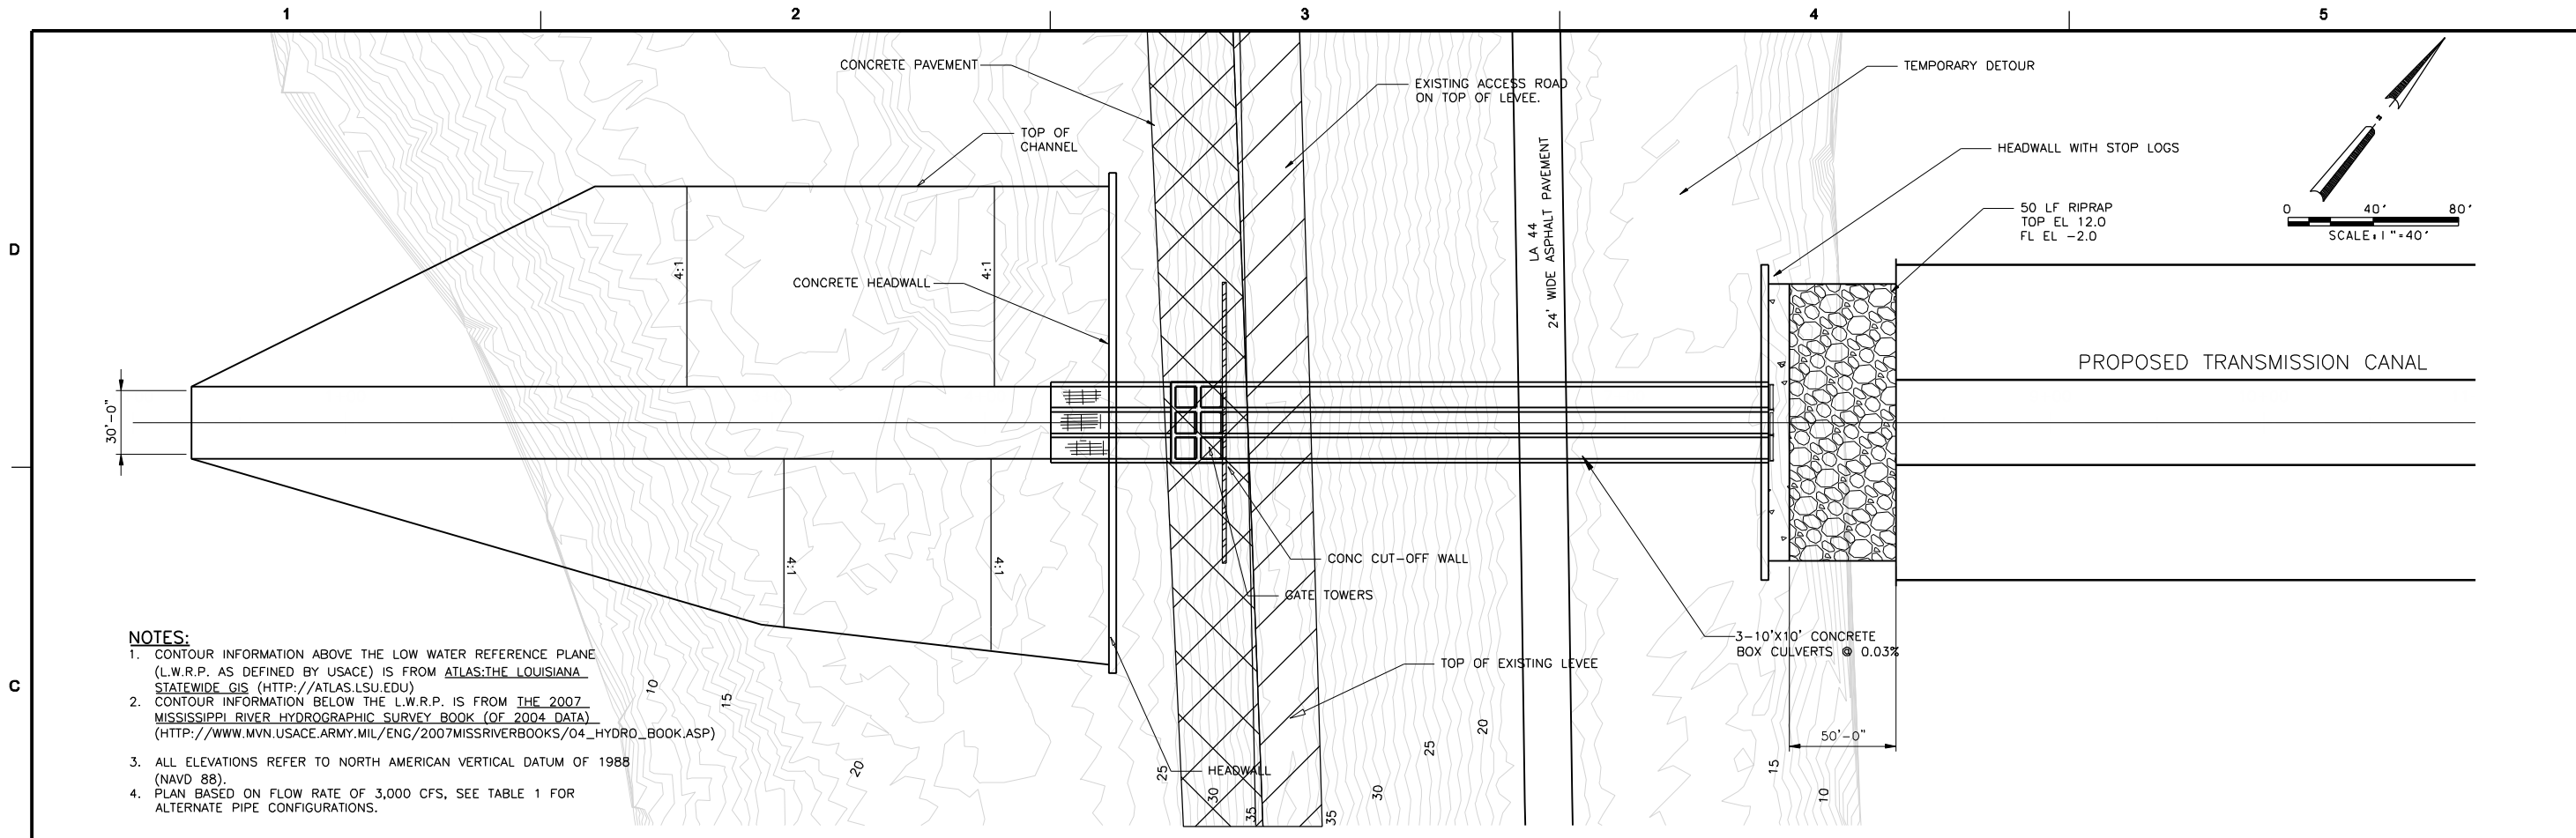 1 2 3 4 5
CONCRETE PAVEMENT
EXISTING ACCESS ROAD
ON TOP OF LEVEE.
TEMPORARY DETOUR
TOP OF
CHANNEL
LA 44
24' WIDE ASPHALT PAVEMENT
HEADWALL WITH STOP LOGS
50 LF RIPRAP
TOP EL 12.0
FL EL -2.0
0 40' 80'
SCALE: 1"=40'
D
4:1
4:1
CONCRETE HEADWALL
PROPOSED TRANSMISSION CANAL
30'-0"
4:1
4:1
CONC CUT-OFF WALL
GATE TOWERS
3-10'X10' CONCRETE
BOX CULVERTS @ 0.03%
TOP OF EXISTING LEVEE
C
NOTES:
1. CONTOUR INFORMATION ABOVE THE LOW WATER REFERENCE PLANE
(L.W.R.P. AS DEFINED BY USACE) IS FROM ATLAS:THE LOUISIANA
STATEWIDE GIS (HTTP://ATLAS.LSU.EDU)
2. CONTOUR INFORMATION BELOW THE L.W.R.P. IS FROM THE 2007
MISSISSIPPI RIVER HYDROGRAPHIC SURVEY BOOK (OF 2004 DATA)
(HTTP://WWW.MVN.USACE.ARMY.MIL/ENG/2007MISSRIVERBOOKS/04_HYDRO_BOOK.ASP)
3. ALL ELEVATIONS REFER TO NORTH AMERICAN VERTICAL DATUM OF 1988
(NAVD 88).
4. PLAN BASED ON FLOW RATE OF 3,000 CFS, SEE TABLE 1 FOR
ALTERNATE PIPE CONFIGURATIONS.
10
15
20
25
HEADWALL
30
35
35
30
25
20
50'-0"
15
10